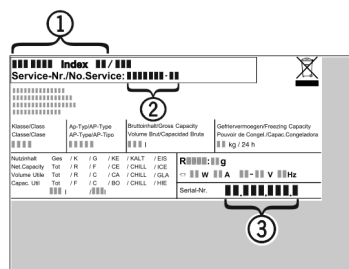 1
Index /
Service-Nr./No.Service: -
2
Klasse/Class
Classe/Clase
Ap-Typ/AP-Type
AP-Type/AP-Tipo
Bruttoinhalt/Gross Capacity
Volume Brut/Capacidad Bruta
l
Gefriervermoegen/Freezing Capacity
Pouvoir de Congel./Capac.Congeladora
kg / 24 h
Nutzinhalt Ges / K / G / KE / KALT / EIS
Net.Capacity Tot / R / F / CE / CHILL / ICE
Volume Utile Tot / R / C / CA / CHILL / GLA
Capac. Util Tot / F / C / BO / CHILL / HIE
l / l
R : g
W A - V Hz
Serial-Nr. . . .
3